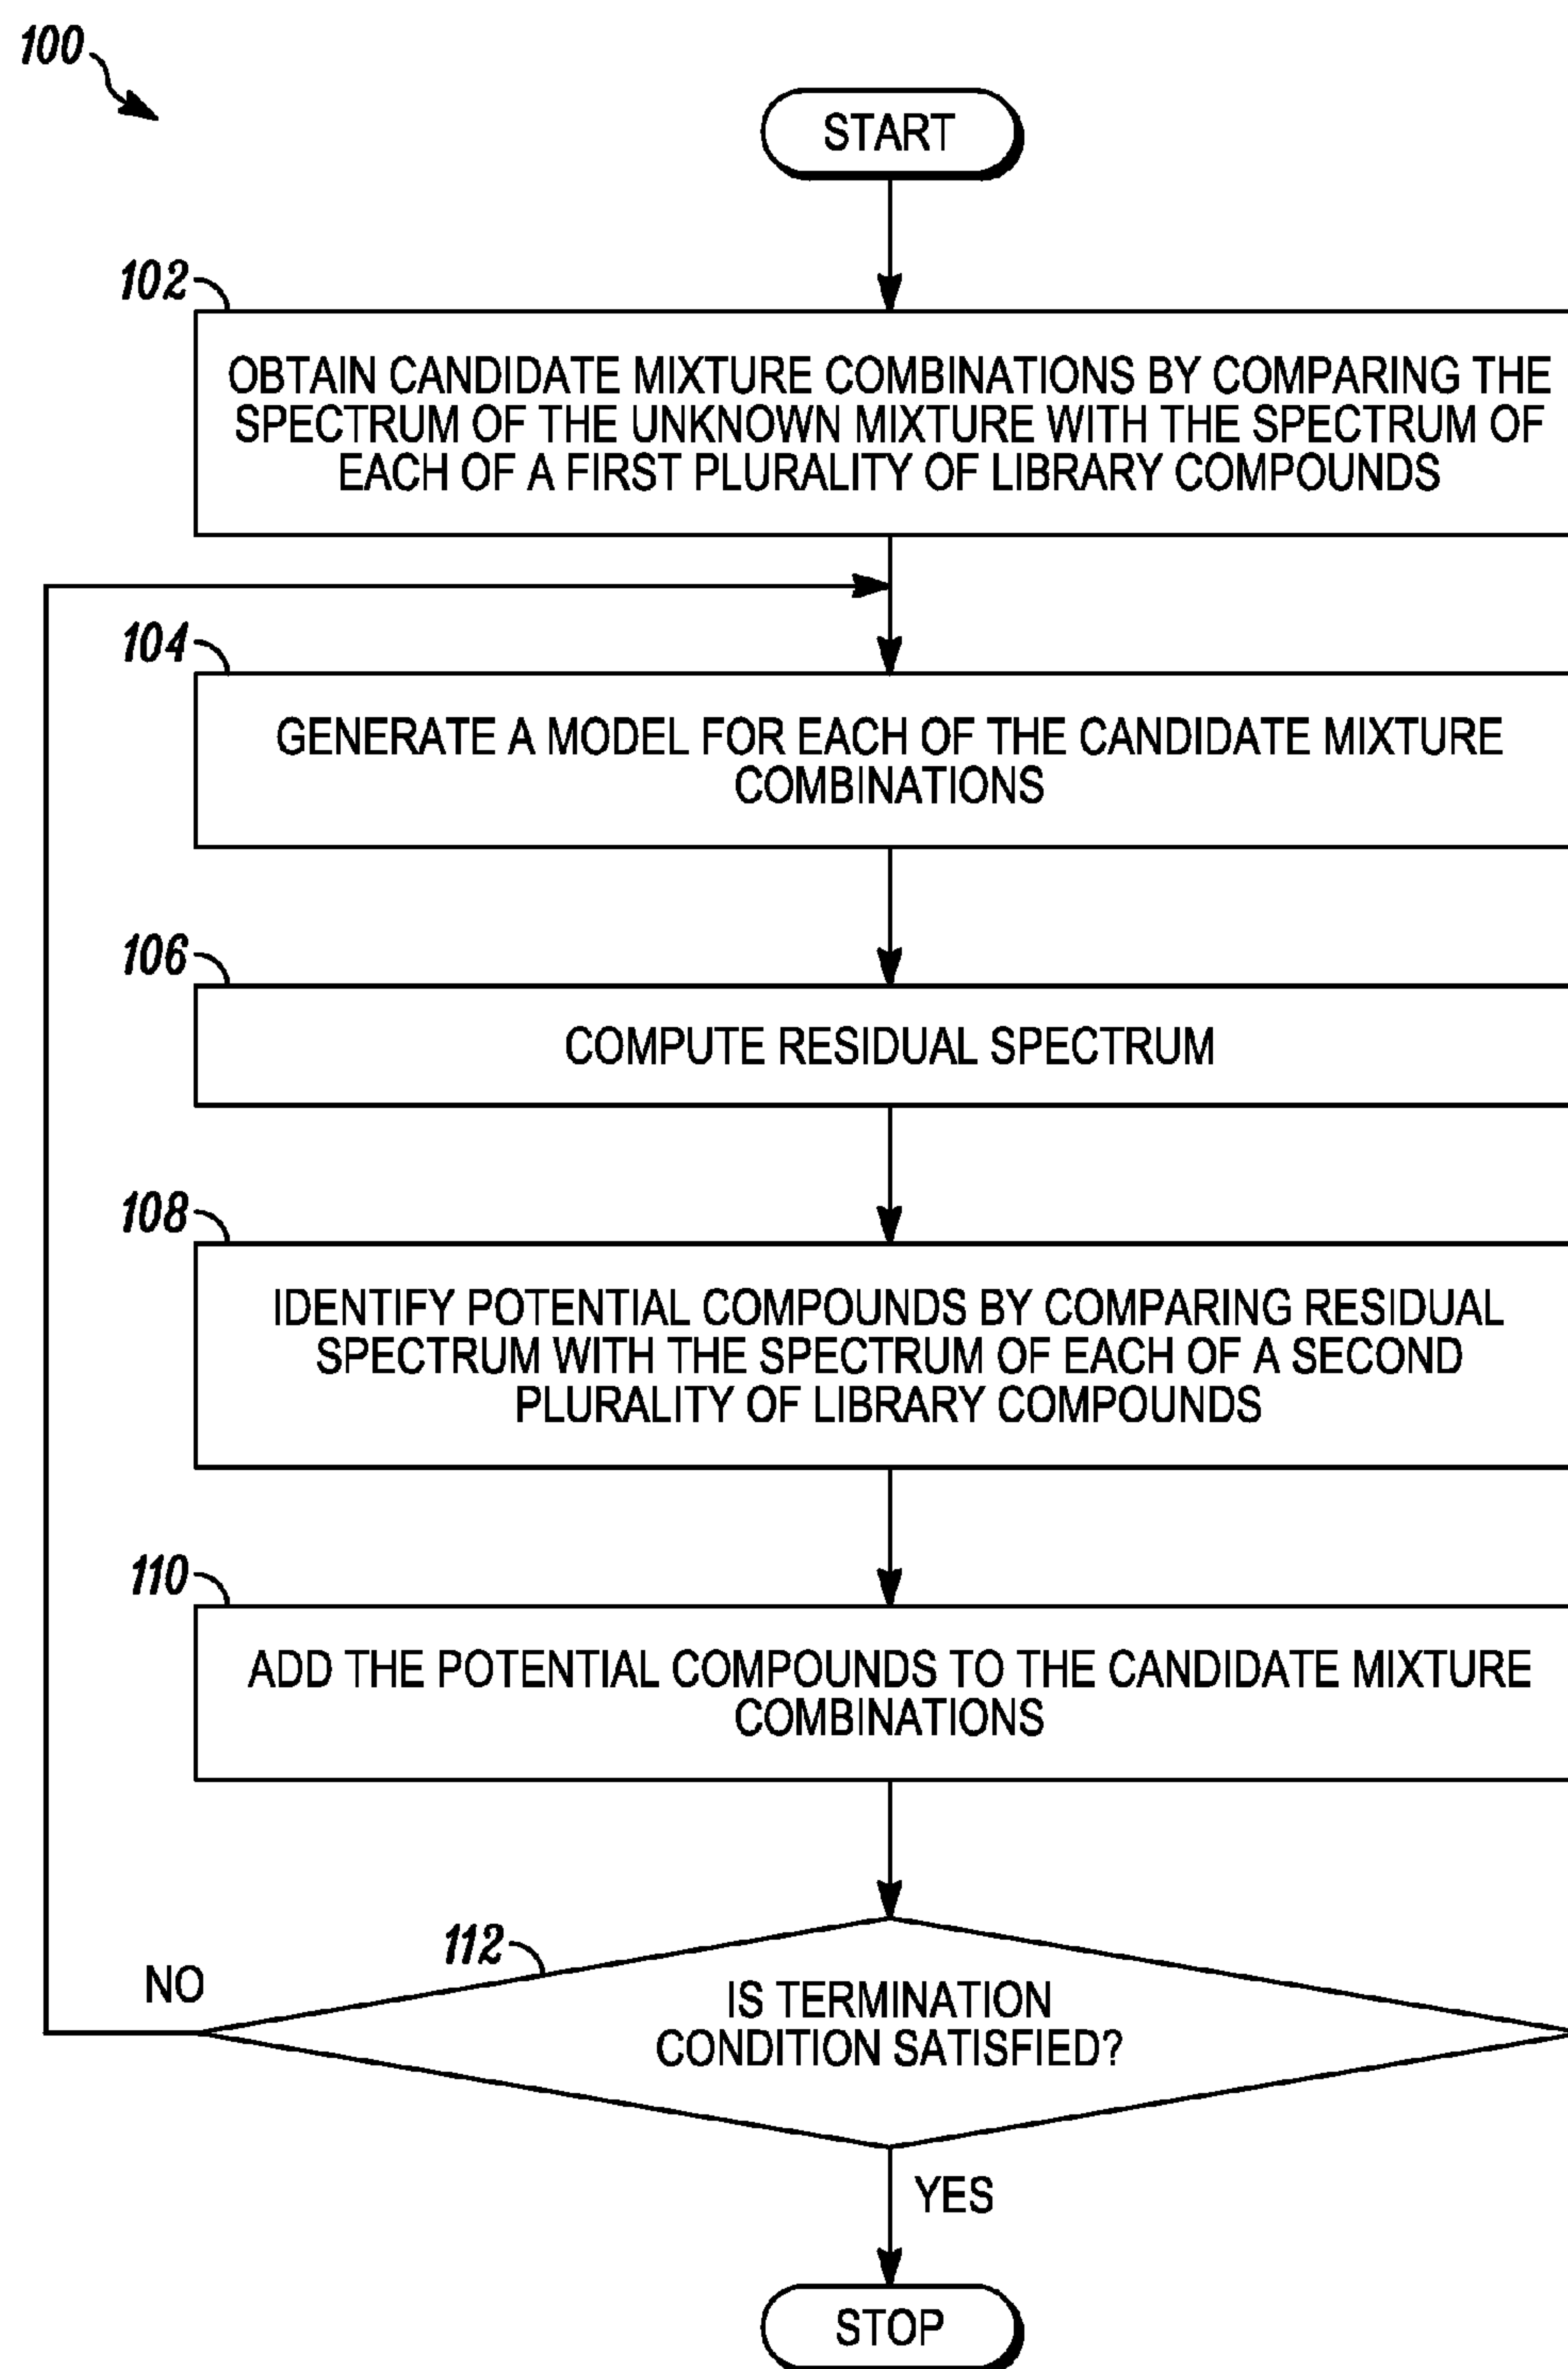 100
START
102
OBTAIN CANDIDATE MIXTURE COMBINATIONS BY COMPARING THE
SPECTRUM OF THE UNKNOWN MIXTURE WITH THE SPECTRUM OF
EACH OF A FIRST PLURALITY OF LIBRARY COMPOUNDS
104
GENERATE A MODEL FOR EACH OF THE CANDIDATE MIXTURE
COMBINATIONS
106
COMPUTE RESIDUAL SPECTRUM
108
IDENTIFY POTENTIAL COMPOUNDS BY COMPARING RESIDUAL
SPECTRUM WITH THE SPECTRUM OF EACH OF A SECOND
PLURALITY OF LIBRARY COMPOUNDS
110
ADD THE POTENTIAL COMPOUNDS TO THE CANDIDATE MIXTURE
COMBINATIONS
112
NO
IS TERMINATION
CONDITION SATISFIED?
YES
STOP